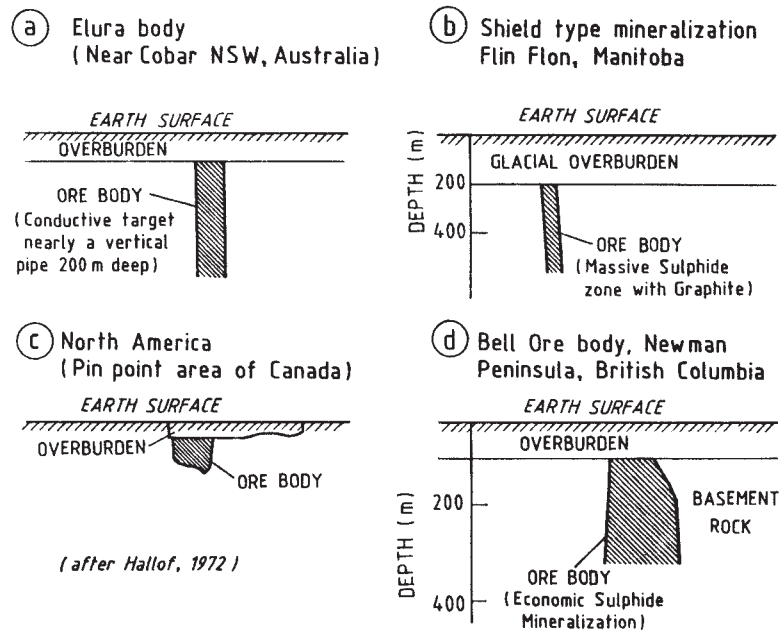 a Elura body
(Near Cobar NSW, Australia)
EARTH SURFACE
OVERBURDEN
ORE BODY
(Conductive target
nearly a vertical
pipe 200 m deep)
b Shield type mineralization
Flin Flon, Manitoba
EARTH SURFACE
GLACIAL OVERBURDEN
DEPTH (m)
200
400
ORE BODY
(Massive Sulphide
zone with Graphite)
c North America
(Pin point area of Canada)
EARTH SURFACE
OVERBURDEN
ORE BODY
(after Hallof, 1972)
d Bell Ore body, Newman
Peninsula, British Columbia
EARTH SURFACE
OVERBURDEN
DEPTH (m)
200
400
BASEMENT
ROCK
ORE BODY
(Economic Sulphide
Mineralization)